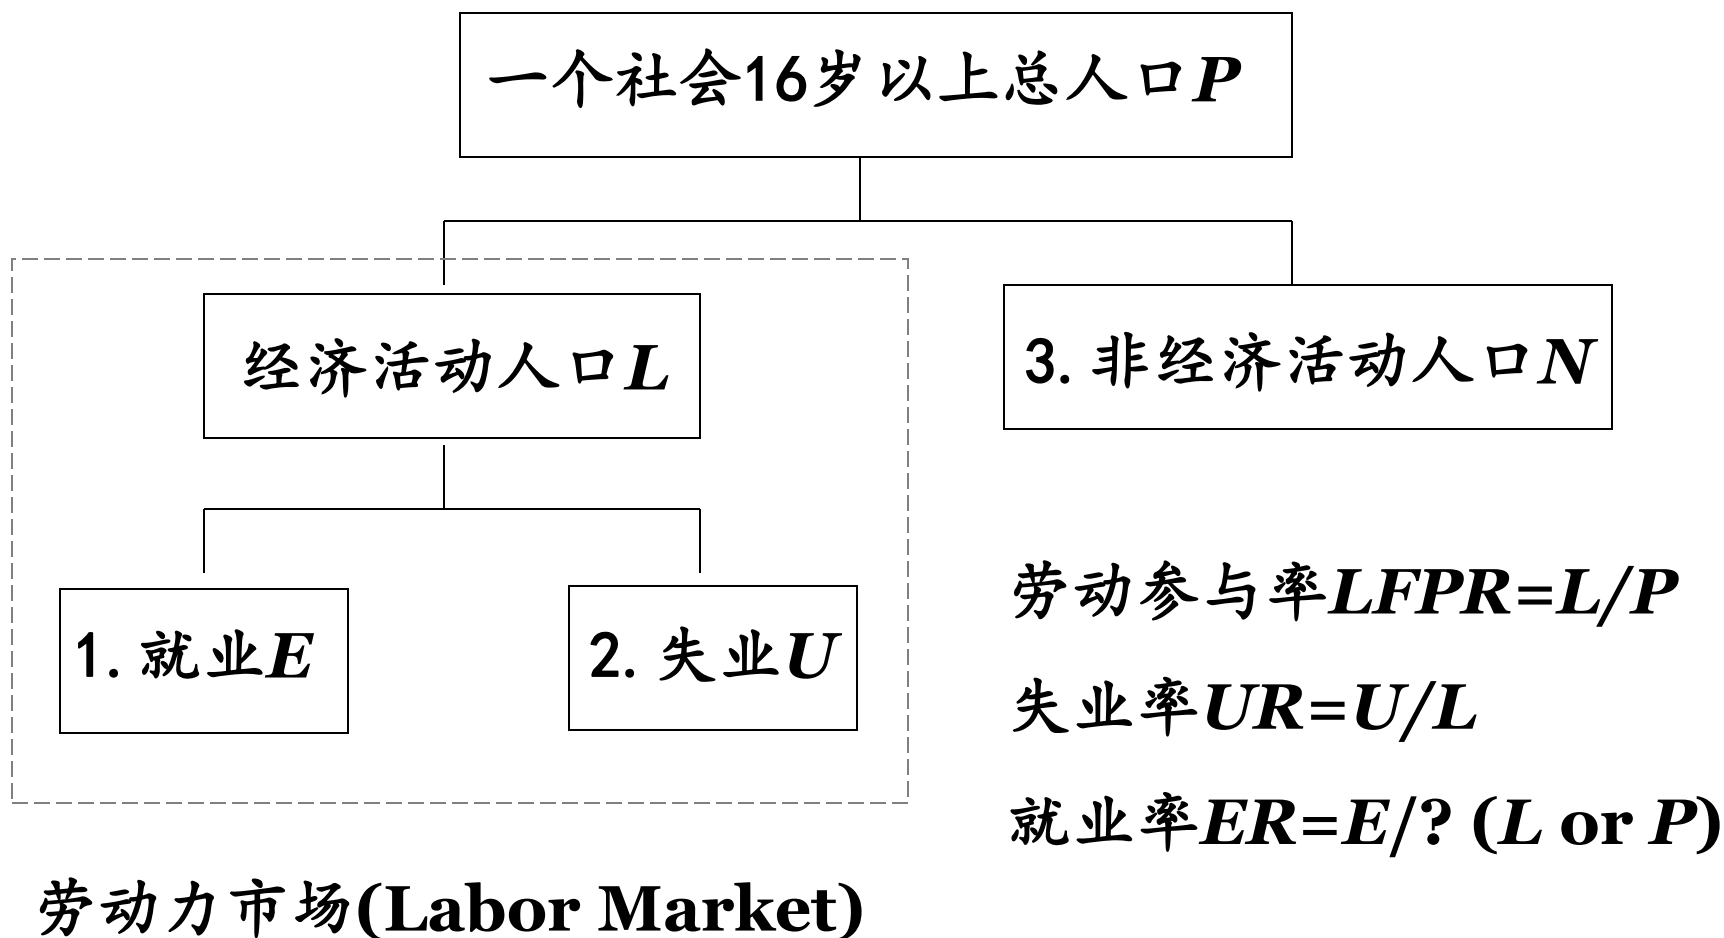 一个社会16岁以上总人口P
经济活动人口L
3.非经济活动人口N
1.就业E
2.失业U
劳动参与率LFPR=L/P
失业率UR=U/L
就业率ER=E/? (L or P)
劳动力市场(Labor Market)